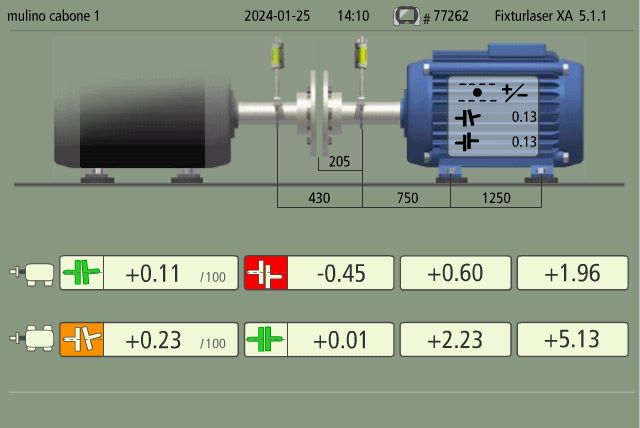 mulino cabone 1 2024-01-25 14:10 # 77262 Fixturlaser XA 5.1.1
+/−
0.13
0.13
205
430 750 1250
+0.11 /100 -0.45 +0.60 +1.96
+0.23 /100 +0.01 +2.23 +5.13